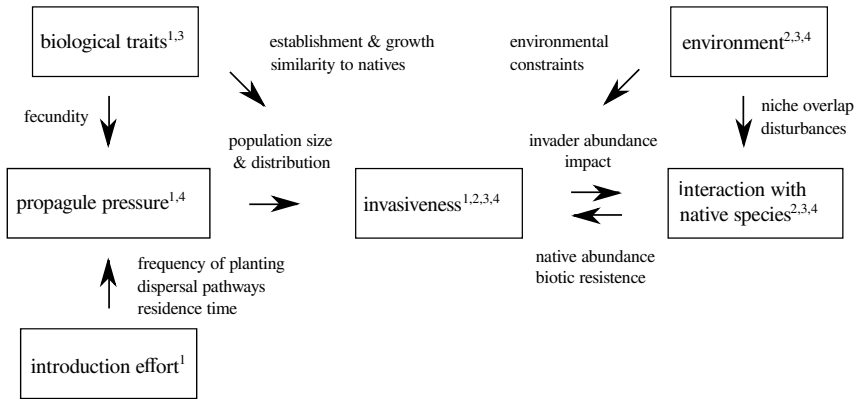 biological traits1,3
establishment & growth
similarity to natives
environmental
constraints
environment2,3,4
fecundity
niche overlap
disturbances
population size
& distribution
invader abundance
impact
propagule pressure1,4
invasiveness1,2,3,4
interaction with
native species2,3,4
frequency of planting
dispersal pathways
residence time
native abundance
biotic resistence
introduction effort1